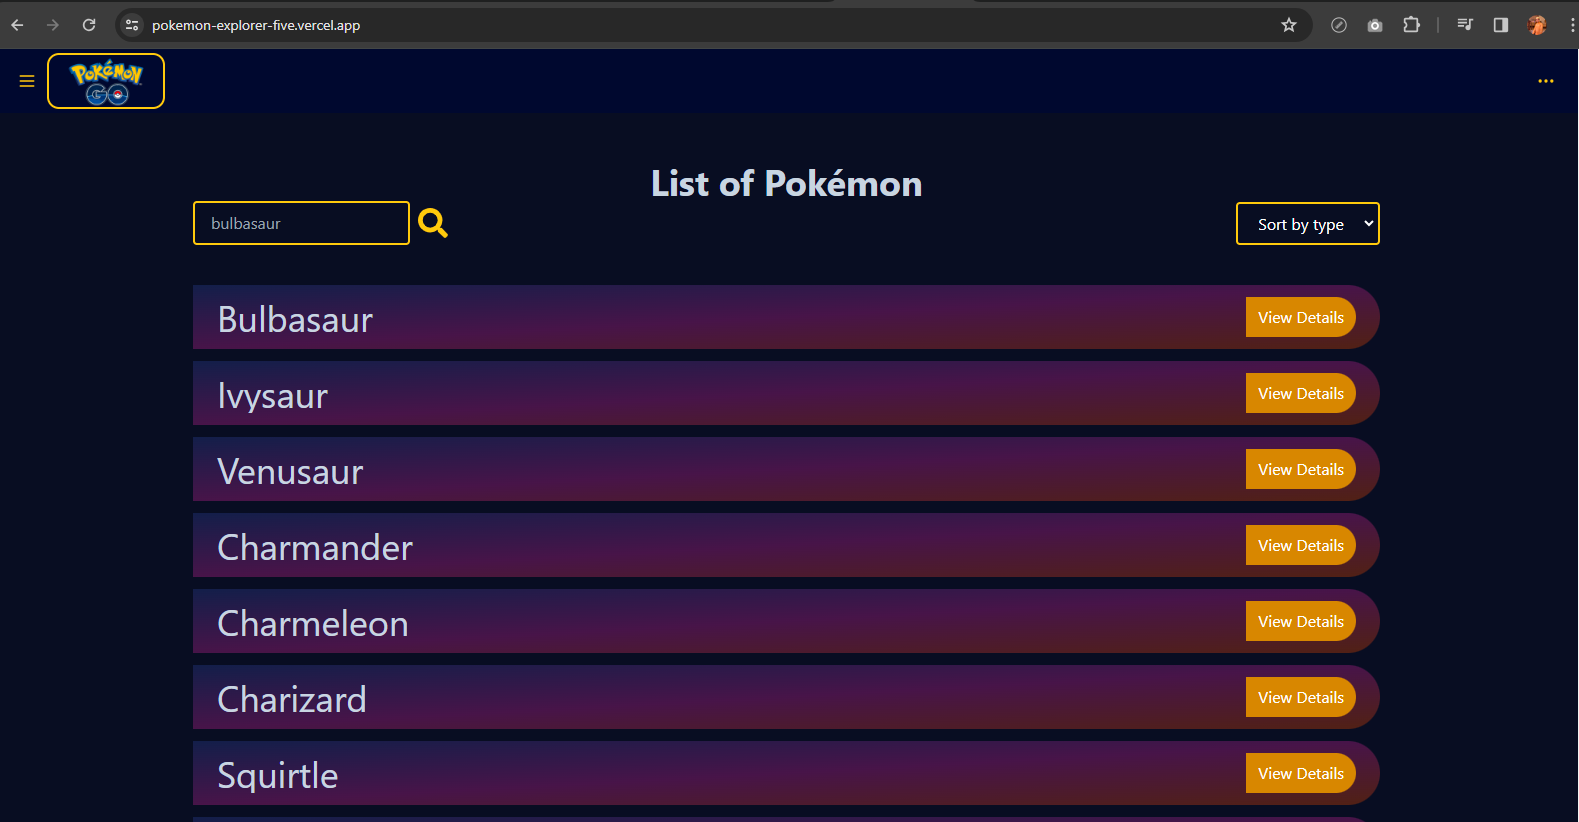 pokemon-explorer-five.vercel.app
POKÉMON
GO
List of Pokémon
bulbasaur
Sort by type
Bulbasaur
View Details
Ivysaur
View Details
Venusaur
View Details
Charmander
View Details
Charmeleon
View Details
Charizard
View Details
Squirtle
View Details